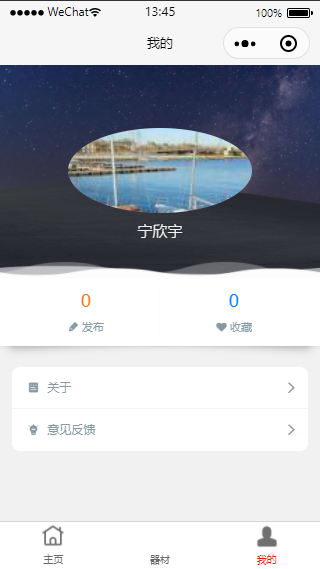 WeChat 13:45 100%
我的
宁欣宇
0 0
发布 收藏
关于
意见反馈
主页 器材 我的